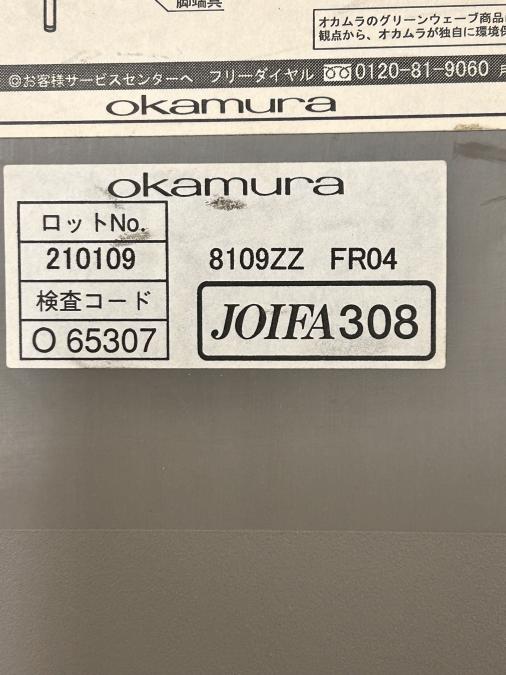 脚端具
オカムラのグリーンウェーブ商品
観点から、オカムラが独自に環境保
◎お客様サービスセンターへ フリーダイヤル 0120-81-9060 月
okamura
okamura
ロットNo.
210109
8109ZZ FR04
検査コード
JOIFA308
O 65307